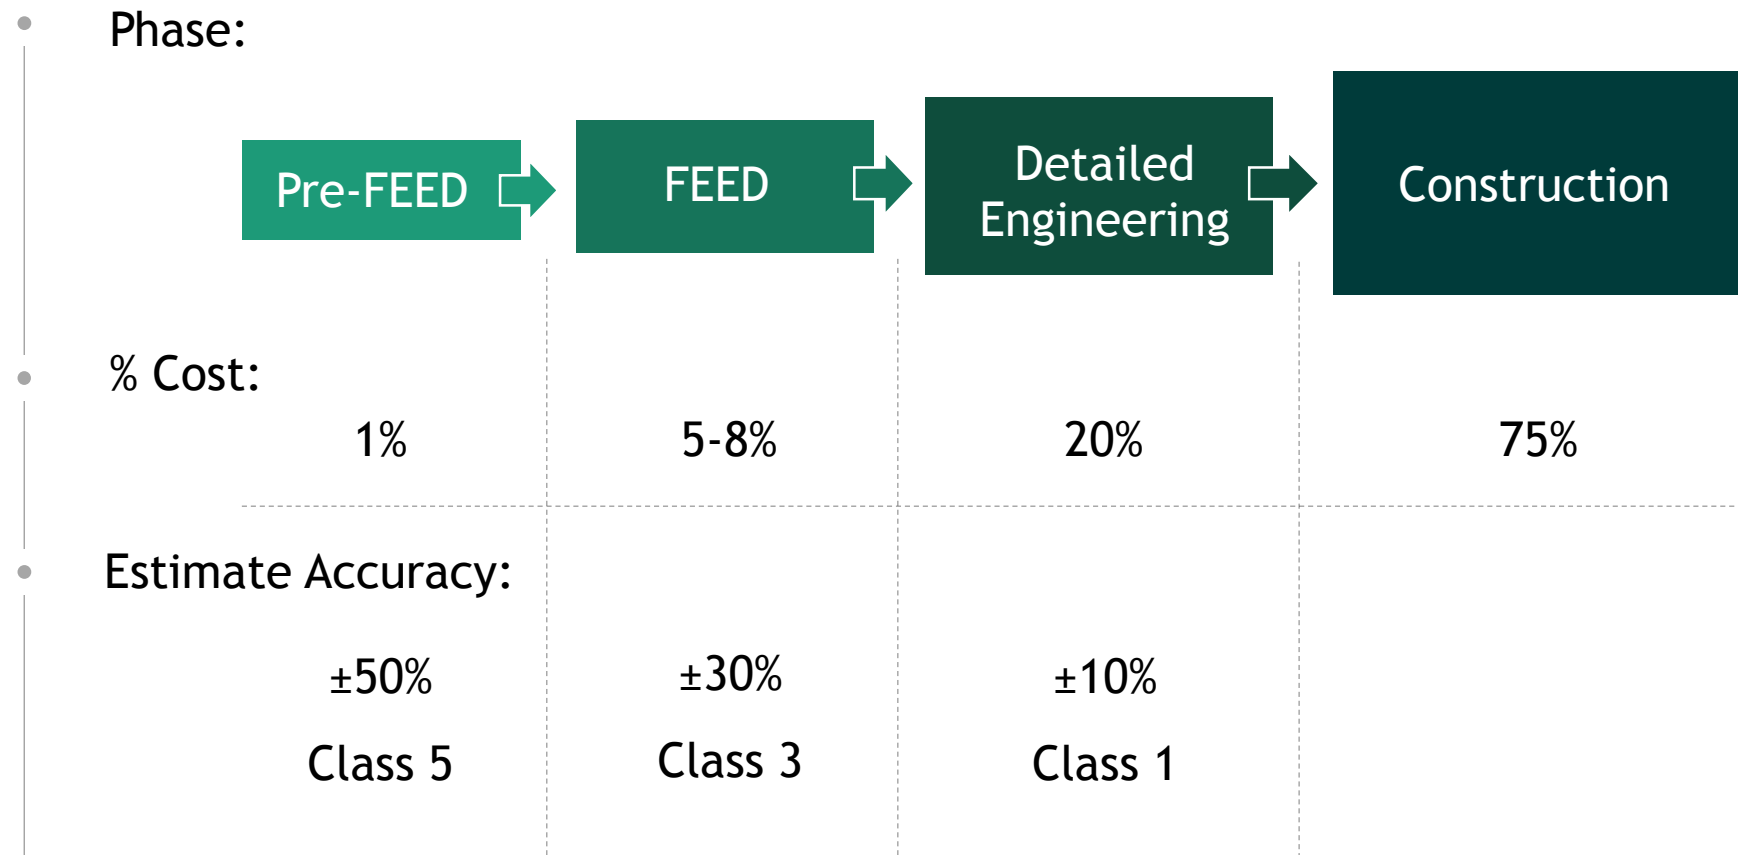 Phase:
Pre-FEED
FEED
Detailed
Engineering
Construction
% Cost:
1%
5-8%
20%
75%
Estimate Accuracy:
±50%
±30%
±10%
Class 5
Class 3
Class 1